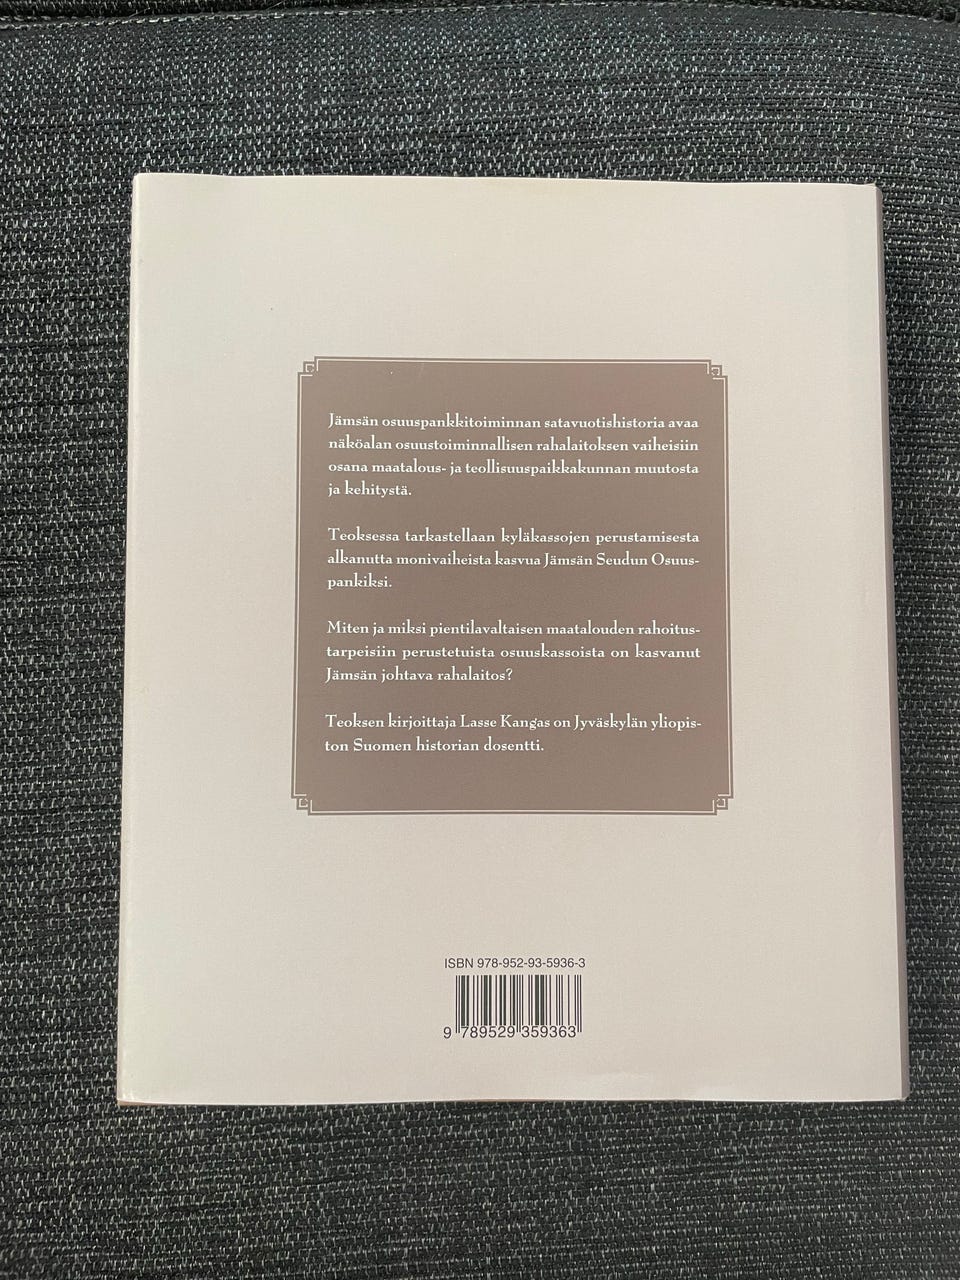 Jämsän osuuspankkitoiminnan satavuotishistoria avaa
näköalan osuustoiminnallisen rahalaitoksen vaiheisiin
osana maatalous- ja teollisuuspaikkakunnan muutosta
ja kehitystä.
Teoksessa tarkastellaan kyläkassojen perustamisesta
alkanutta monivaiheista kasvua Jämsän Seudun Osuus-
pankiksi.
Miten ja miksi pientilavaltaisen maatalouden rahoitus-
tarpeisiin perustetuista osuuskassoista on kasvanut
Jämsän johtava rahalaitos?
Teoksen kirjoittaja Lasse Kangas on Jyväskylän yliopis-
ton Suomen historian dosentti.
ISBN 978-952-93-5936-3
9 789529 359363